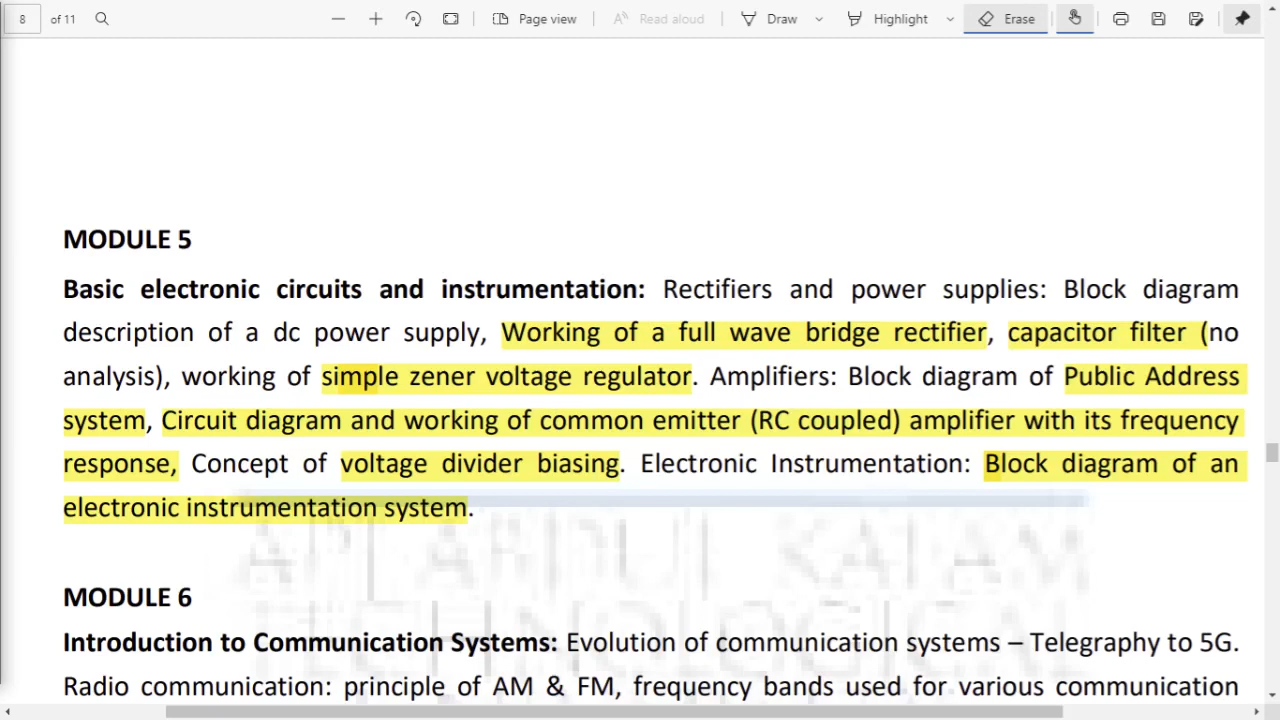 8 of 11 Page view Read aloud Draw Highlight Erase
MODULE 5
Basic electronic circuits and instrumentation: Rectifiers and power supplies: Block diagram
description of a dc power supply, Working of a full wave bridge rectifier, capacitor filter (no
analysis), working of simple zener voltage regulator. Amplifiers: Block diagram of Public Address
system, Circuit diagram and working of common emitter (RC coupled) amplifier with its frequency
response, Concept of voltage divider biasing. Electronic Instrumentation: Block diagram of an
electronic instrumentation system.
MODULE 6
Introduction to Communication Systems: Evolution of communication systems – Telegraphy to 5G.
Radio communication: principle of AM & FM, frequency bands used for various communication